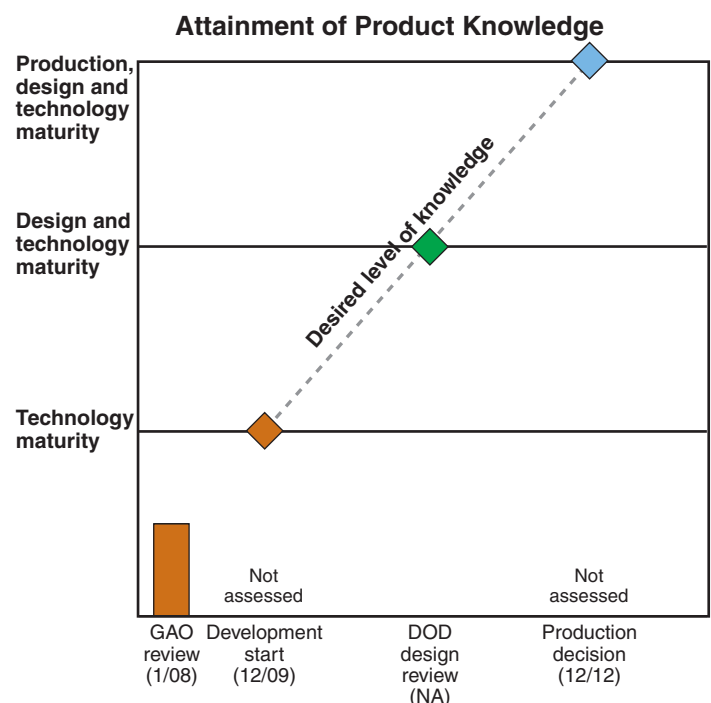 Attainment of Product Knowledge
Production,
design and
technology
maturity
Design and
technology
maturity
Technology
maturity
Desired level of knowledge
Not
assessed
Not
assessed
GAO
review
(1/08)
Development
start
(12/09)
DOD
design
review
(NA)
Production
decision
(12/12)